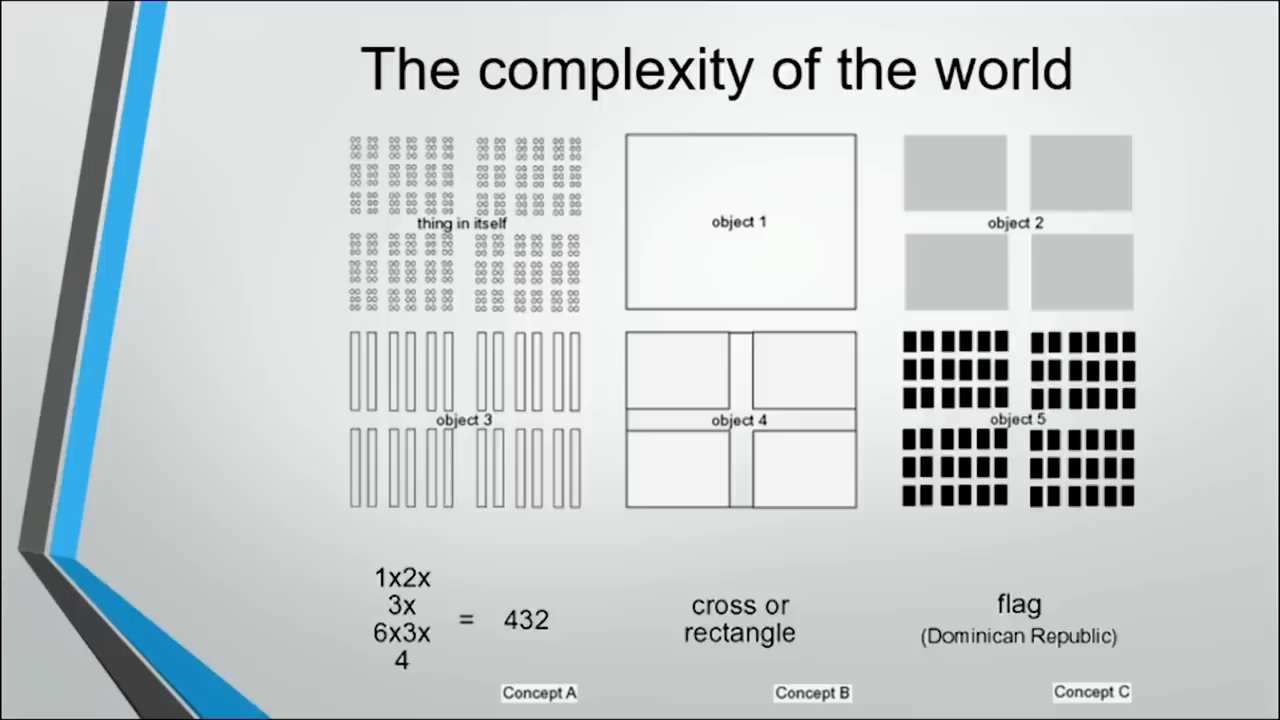 The complexity of the world
thing in itself
object 1
object 2
object 3
object 4
object 5
1x2x
3x
6x3x
4
= 432
cross or
rectangle
flag
(Dominican Republic)
Concept A
Concept B
Concept C